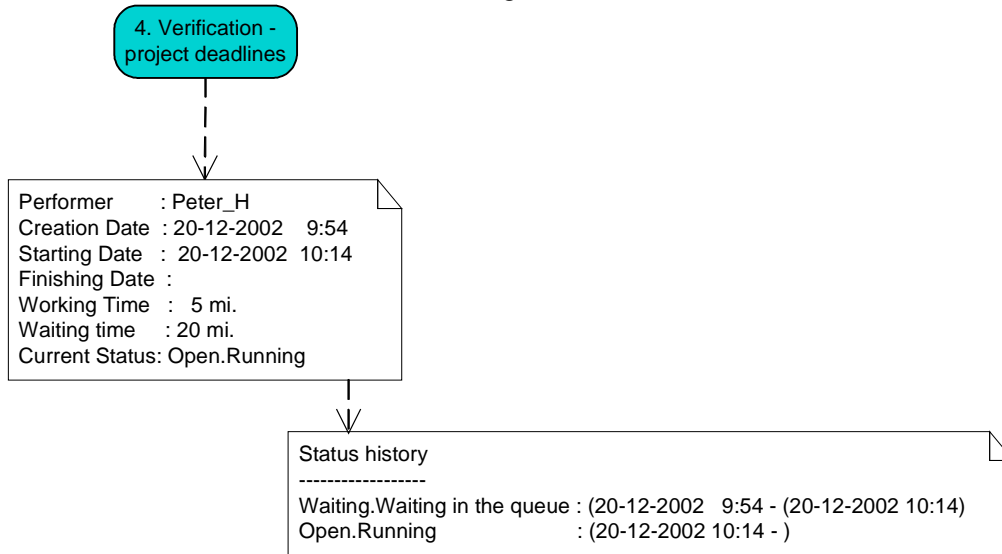 4. Verification -
project deadlines
Performer : Peter_H
Creation Date : 20-12-2002 9:54
Starting Date : 20-12-2002 10:14
Finishing Date :
Working Time : 5 mi.
Waiting time : 20 mi.
Current Status: Open.Running
Status history
------------------
Waiting.Waiting in the queue : (20-12-2002 9:54 - (20-12-2002 10:14)
Open.Running : (20-12-2002 10:14 - )